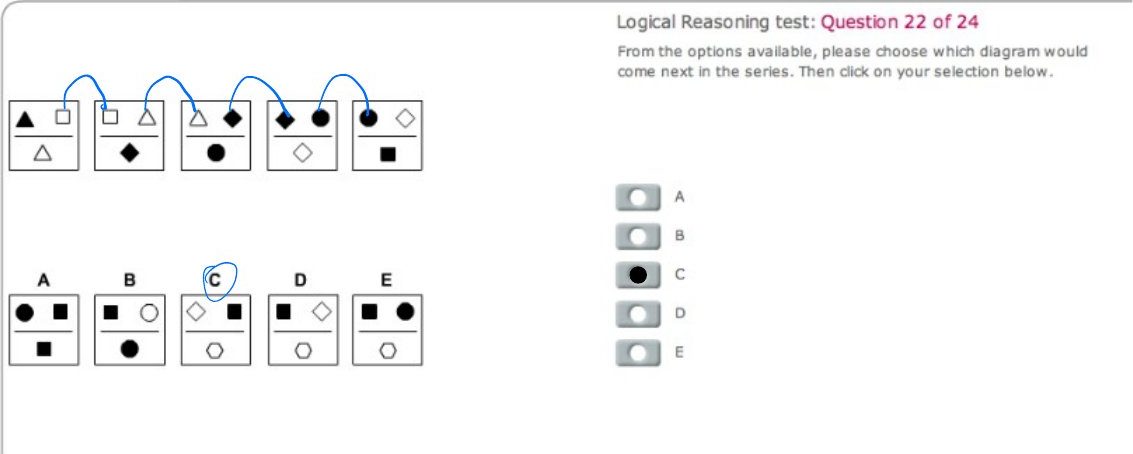 Logical Reasoning test: Question 22 of 24
From the options available, please choose which diagram would
come next in the series. Then click on your selection below.
A
B
C
D
E
A B C D E